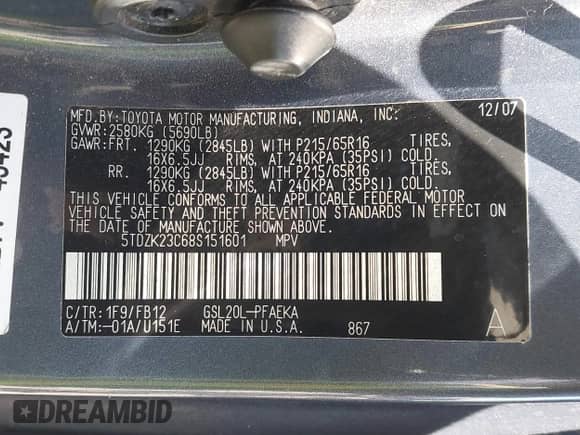 MFD.BY:TOYOTA MOTOR MANUFACTURING, INDIANA, INC. 12/07
GVWR:2580KG (5690LB)
GAWR:FRT. 1290KG (2845LB) WITH P215/65R16 TIRES,
16X6.5JJ RIMS, AT 240KPA (35PSI) COLD.
RR. 1290KG (2845LB) WITH P215/65R16 TIRES,
16X6.5JJ RIMS, AT 240KPA (35PSI) COLD.
THIS VEHICLE CONFORMS TO ALL APPLICABLE FEDERAL MOTOR
VEHICLE SAFETY AND THEFT PREVENTION STANDARDS IN EFFECT ON
THE DATE OF MANUFACTURE SHOWN ABOVE.
5TDZK23C68S151601 MPV
C/TR:1F9/FB12 GSL20L-PFAEKA
A/TM:-01A/U151E MADE IN U.S.A. 867 A
DREAMBID